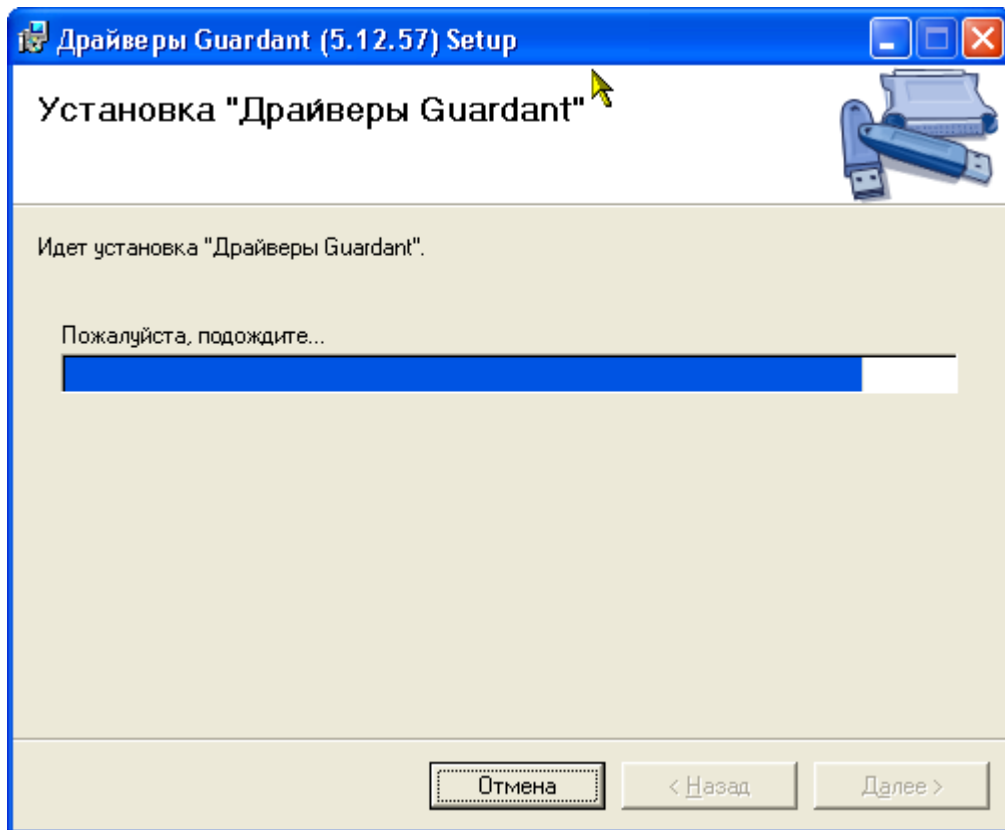 Драйверы Guardant (5.12.57) Setup
Установка "Драйверы Guardant"
Идет установка "Драйверы Guardant".
Пожалуйста, подождите...
Отмена
< Назад
Далее >